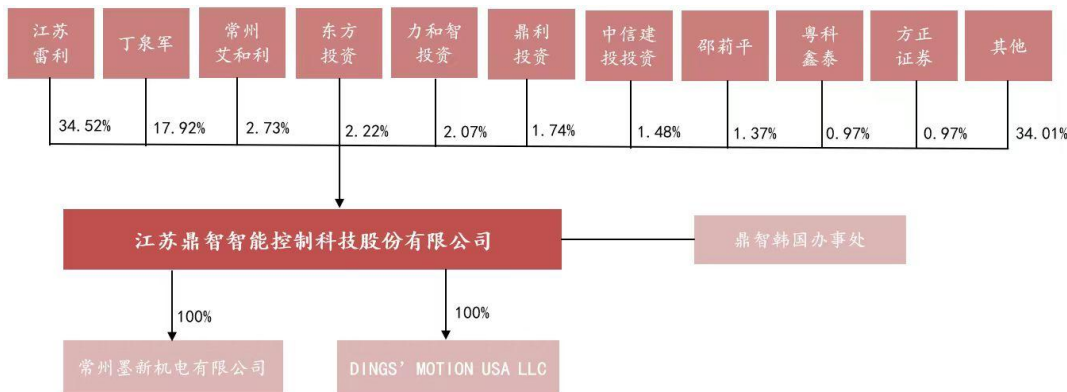 江苏
雷利
丁泉军
常州
艾和利
东方
投资
力和智
投资
鼎利
投资
中信建
投投资
邵莉平
粤科
鑫泰
方正
证券
其他
34.52%
17.92%
2.73%
2.22%
2.07%
1.74%
1.48%
1.37%
0.97%
0.97%
34.01%
江苏鼎智智能控制科技股份有限公司
鼎智韩国办事处
100%
100%
常州墨新机电有限公司
DINGS' MOTION USA LLC